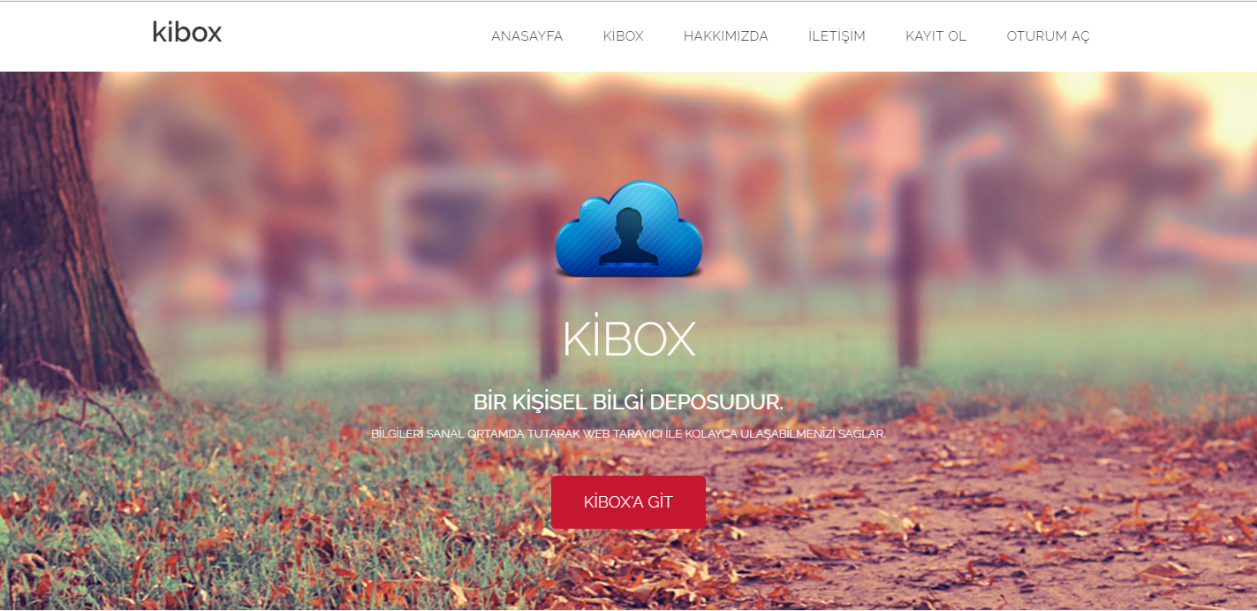 kibox
ANASAYFA KİBOX HAKKIMIZDA İLETİŞİM KAYIT OL OTURUM AÇ
KİBOX
BİR KİŞİSEL BİLGİ DEPOSUDUR.
BİLGİLERİ SANAL ORTAMDA TUTARAK WEB TARAYICI İLE KOLAYCA ULAŞABİLMENİZİ SAĞLAR.
KİBOX'A GİT